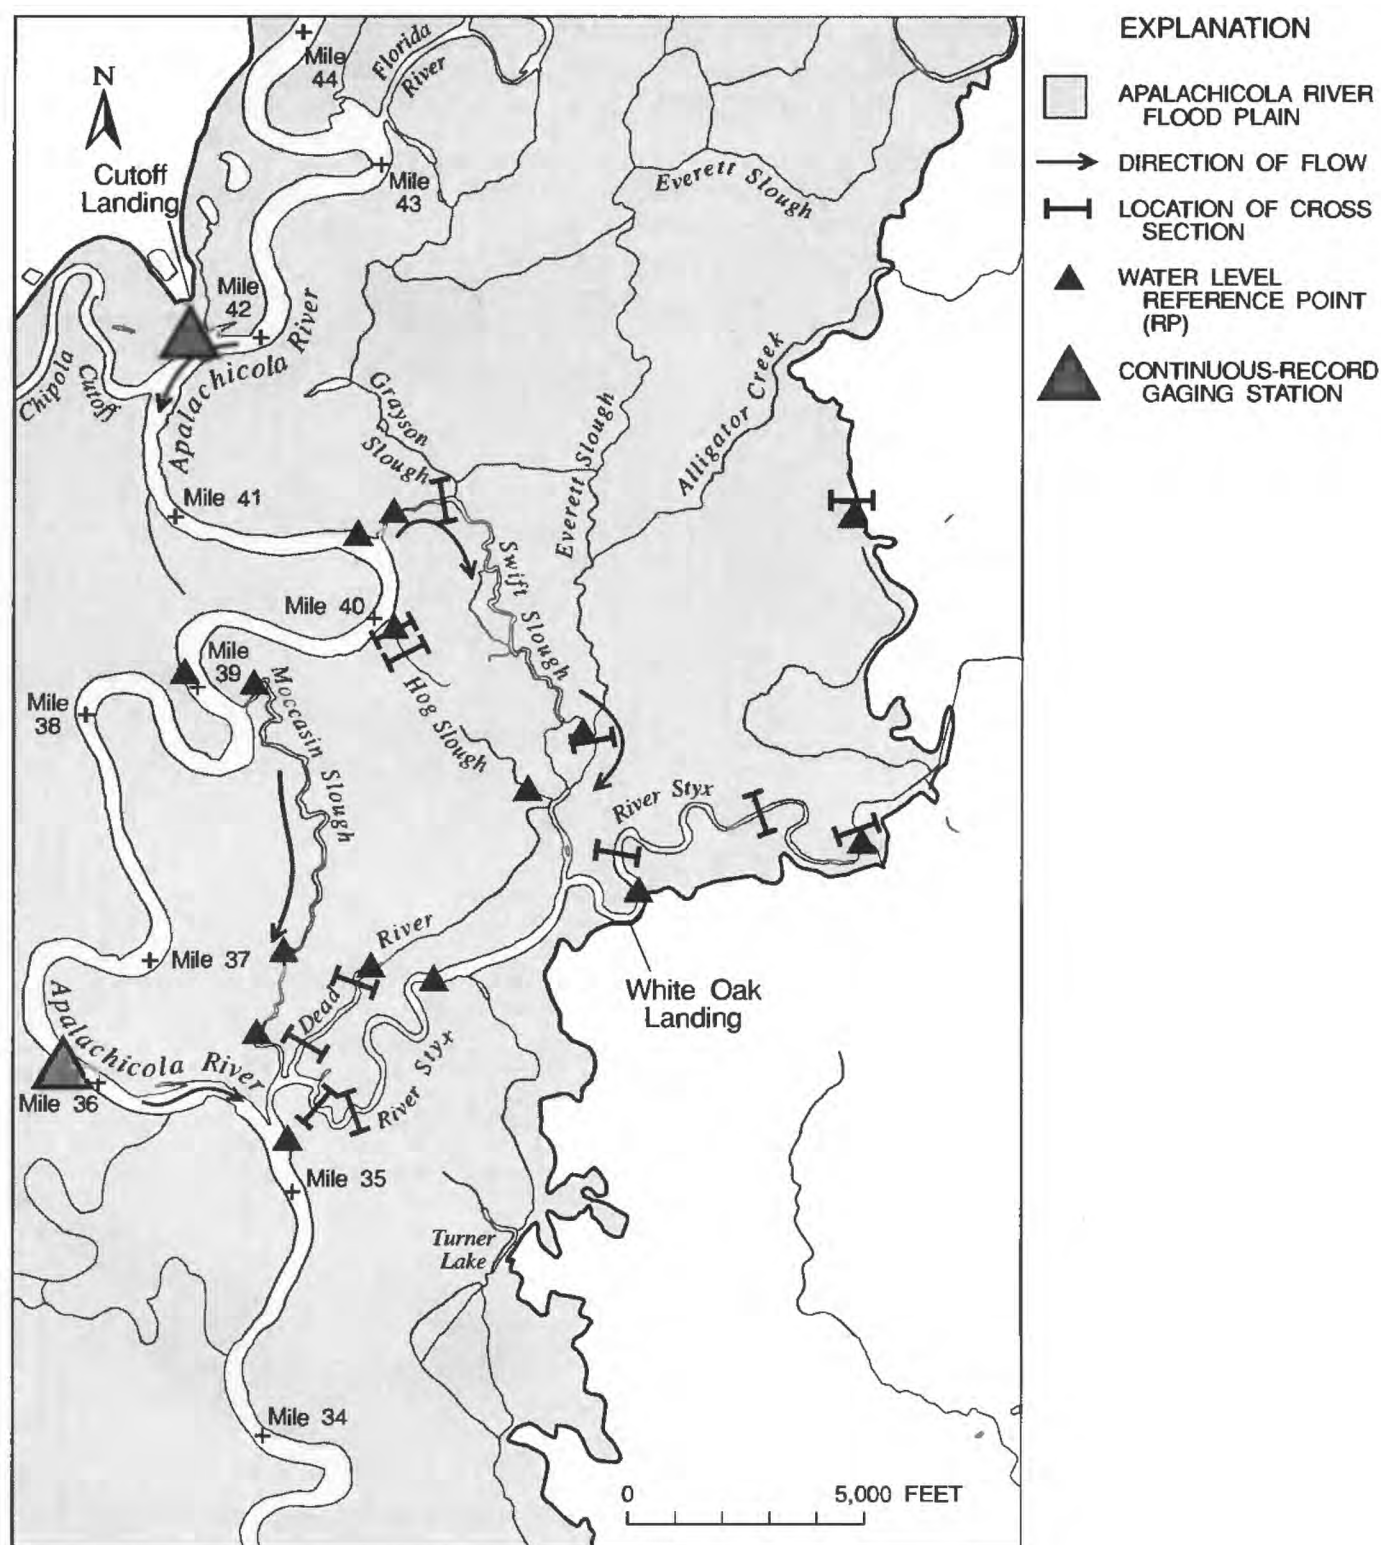 EXPLANATION
APALACHICOLA RIVER
FLOOD PLAIN
DIRECTION OF FLOW
LOCATION OF CROSS
SECTION
WATER LEVEL
REFERENCE POINT
(RP)
CONTINUOUS-RECORD
GAGING STATION
Mile
44
Florida
River
N
Cutoff
Landing
Mile
43
Everett Slough
Mile
42
Apalachicola River
Chipola
Cutoff
Grayson
Slough
Everett Slough
Alligator Creek
Mile 41
Swift Slough
Mile 40
Mile
39
Mile
38
Moccasin Slough
Hog Slough
River Styx
Mile 37
Dead River
White Oak
Landing
Apalachicola River
Mile 36
River Styx
Mile 35
Turner
Lake
Mile 34
0 5,000 FEET